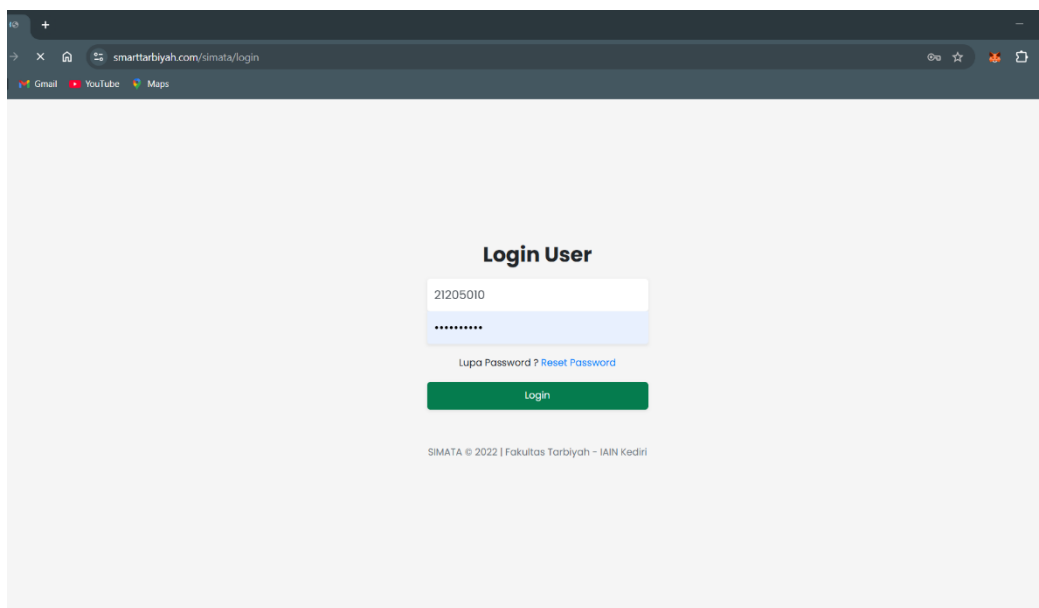 smarttarbiyah.com/simata/login
Gmail YouTube Maps
Login User
21205010
••••••••••
Lupa Password ? Reset Password
Login
SIMATA © 2022 | Fakultas Tarbiyah - IAIN Kediri